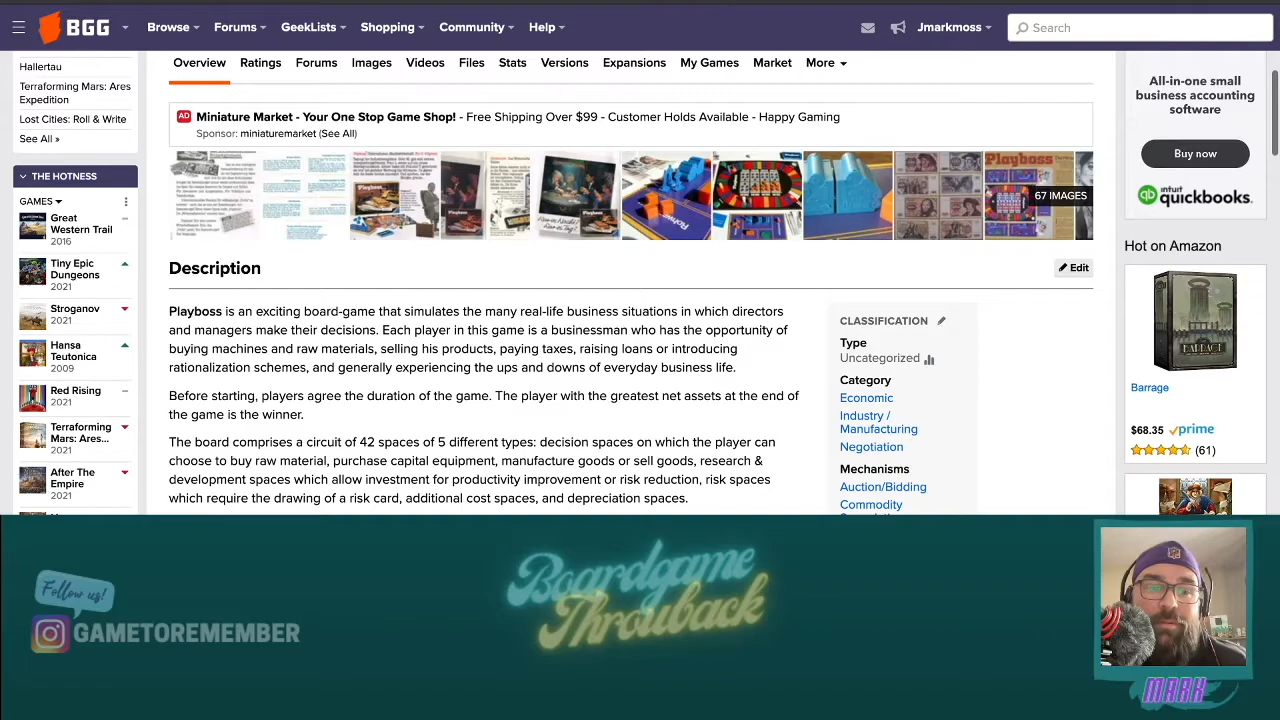 BGG
Browse
Forums
GeekLists
Shopping
Community
Help
Jmarkmoss
Search
Hallertau
Terraforming Mars: Ares
Expedition
Lost Cities: Roll & Write
See All »
THE HOTNESS
GAMES
Great
Western Trail
2016
Tiny Epic
Dungeons
2021
Stroganov
2021
Hansa
Teutonica
2009
Red Rising
2021
Terraforming
Mars: Ares...
2021
After The
Empire
2021
Overview
Ratings
Forums
Images
Videos
Files
Stats
Versions
Expansions
My Games
Market
More
AD
Miniature Market - Your One Stop Game Shop! - Free Shipping Over $99 - Customer Holds Available - Happy Gaming
Sponsor: miniaturemarket (See All)
Playboss
Playboss
67 IMAGES
Description
Edit
Playboss is an exciting board-game that simulates the many real-life business situations in which directors
and managers make their decisions. Each player in this game is a businessman who has the opportunity of
buying machines and raw materials, selling his products, paying taxes, raising loans or introducing
rationalization schemes, and generally experiencing the ups and downs of everyday business life.
Before starting, players agree the duration of the game. The player with the greatest net assets at the end of
the game is the winner.
The board comprises a circuit of 42 spaces of 5 different types: decision spaces on which the player can
choose to buy raw material, purchase capital equipment, manufacture goods or sell goods, research &
development spaces which allow investment for productivity improvement or risk reduction, risk spaces
which require the drawing of a risk card, additional cost spaces, and depreciation spaces.
CLASSIFICATION
Type
Uncategorized
Category
Economic
Industry /
Manufacturing
Negotiation
Mechanisms
Auction/Bidding
Commodity
All-in-one small
business accounting
software
Buy now
intuit
quickbooks.
Hot on Amazon
BARRAGE
Barrage
$68.35 prime
(61)
Follow us!
GAMETOREMEMBER
Boardgame
Throwback
MARK